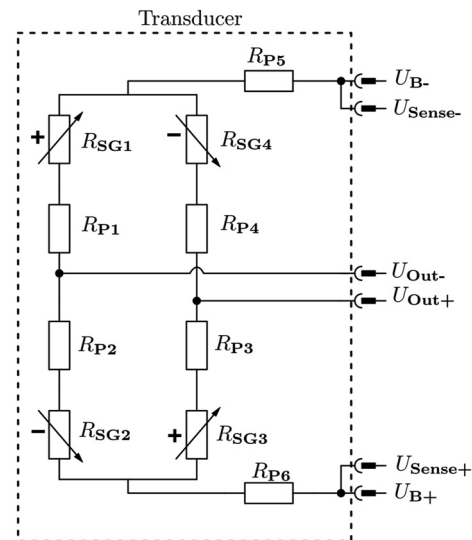 Transducer
R_P5
U_B-
U_Sense-
+ R_SG1 - R_SG4
R_P1 R_P4
U_Out-
U_Out+
R_P2 R_P3
- R_SG2 + R_SG3
U_Sense+
R_P6
U_B+